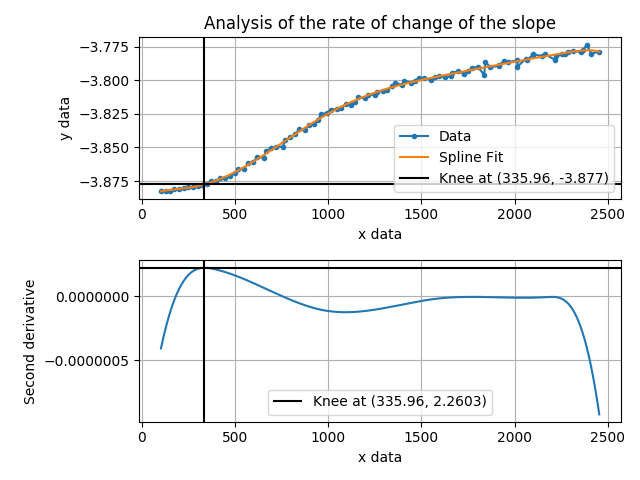 Analysis of the rate of change of the slope
−3.775
−3.800
−3.825
−3.850
−3.875
y data
Data
Spline Fit
Knee at (335.96, -3.877)
0
500
1000
1500
2000
2500
x data
0.0000000
−0.0000005
Second derivative
Knee at (335.96, 2.2603)
0
500
1000
1500
2000
2500
x data